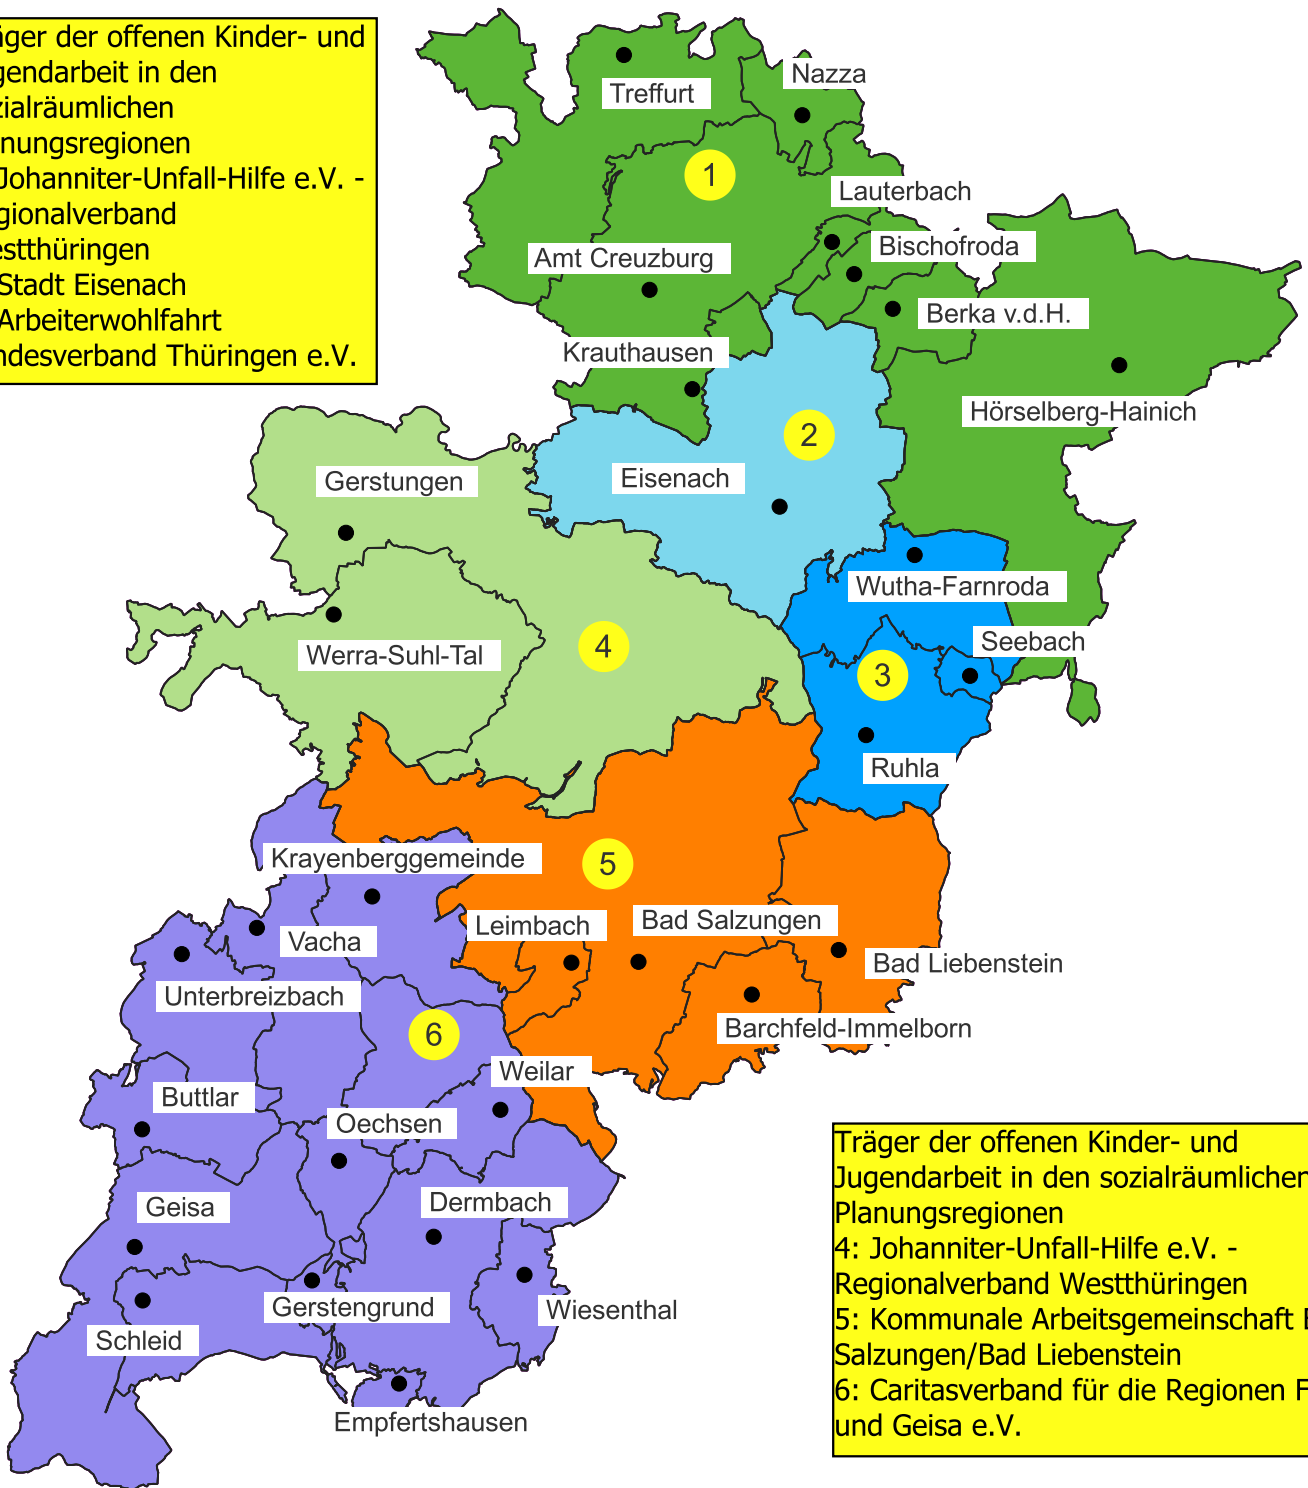 äger der offenen Kinder- und
gendarbeit in den
zialräumlichen
nungsregionen
Johanniter-Unfall-Hilfe e.V. -
gionalverband
estthüringen
Stadt Eisenach
Arbeiterwohlfahrt
ndesverband Thüringen e.V.
Treffurt
Nazza
1
Lauterbach
Bischofroda
Amt Creuzburg
Berka v.d.H.
Krauthausen
Hörselberg-Hainich
2
Eisenach
Gerstungen
Wutha-Farnroda
Seebach
4
Werra-Suhl-Tal
3
Ruhla
Krayenberggemeinde
5
Leimbach
Bad Salzungen
Vacha
Bad Liebenstein
Unterbreizbach
Barchfeld-Immelborn
6
Weilar
Buttlar
Oechsen
Dermbach
Geisa
Gerstengrund
Wiesenthal
Schleid
Empfertshausen
Träger der offenen Kinder- und
Jugendarbeit in den sozialräumlichen
Planungsregionen
4: Johanniter-Unfall-Hilfe e.V. -
Regionalverband Westthüringen
5: Kommunale Arbeitsgemeinschaft
Salzungen/Bad Liebenstein
6: Caritasverband für die Regionen F
und Geisa e.V.